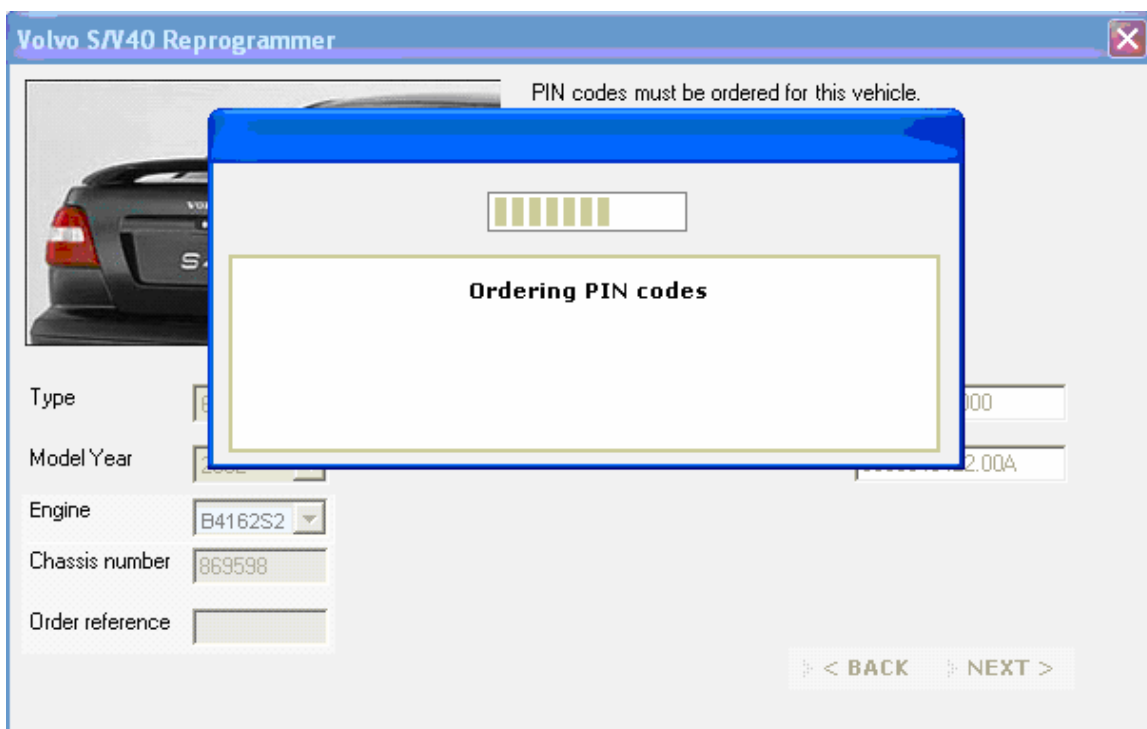 Volvo S/V40 Reprogrammer
PIN codes must be ordered for this vehicle.
Ordering PIN codes
Type
Model Year
Engine
B4162S2
Chassis number
869598
Order reference
< BACK
NEXT >